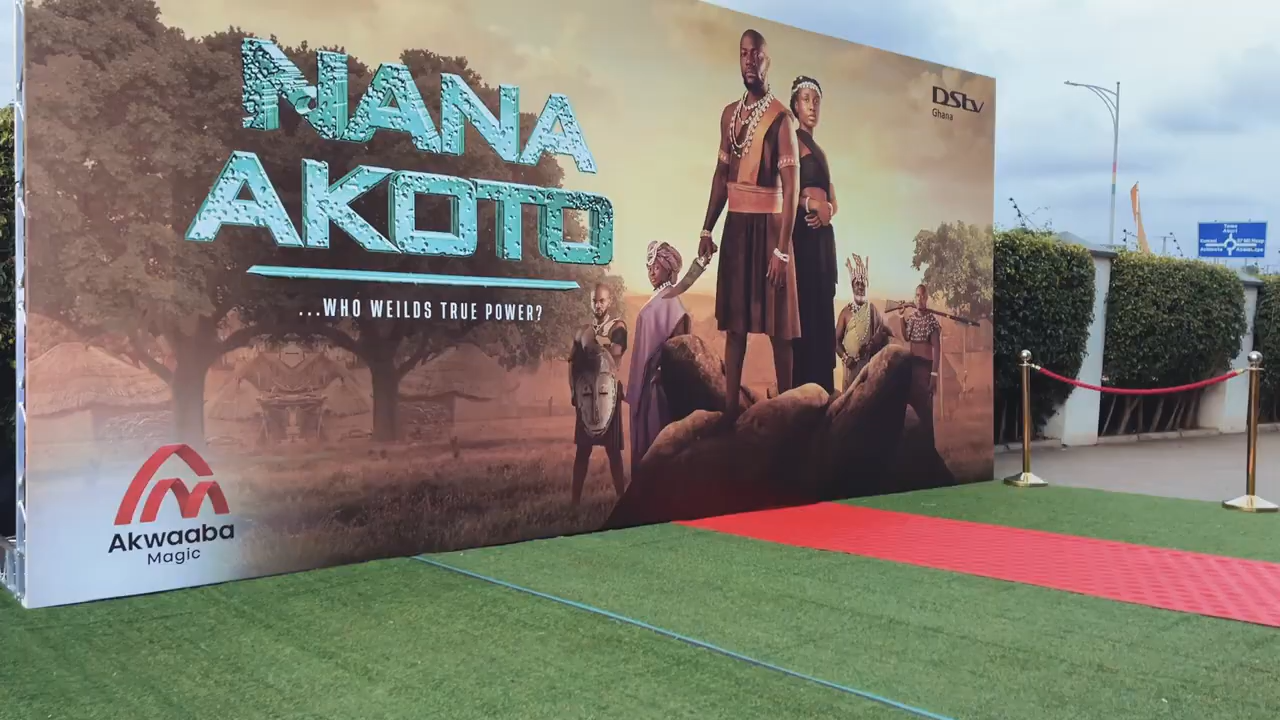 NANA
AKOTO
...WHO WEILDS TRUE POWER?
DStv
Ghana
Akwaaba
Magic